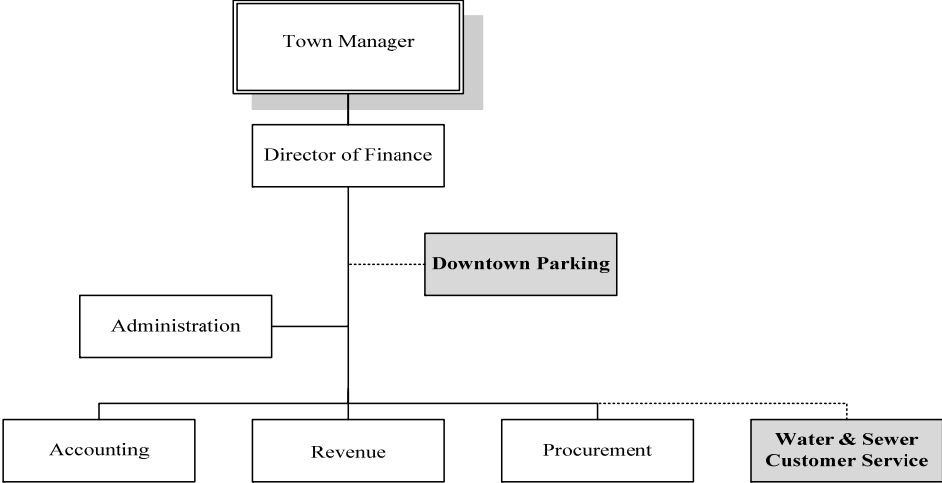 Town Manager
Director of Finance
Downtown Parking
Administration
Accounting
Revenue
Procurement
Water & Sewer
Customer Service